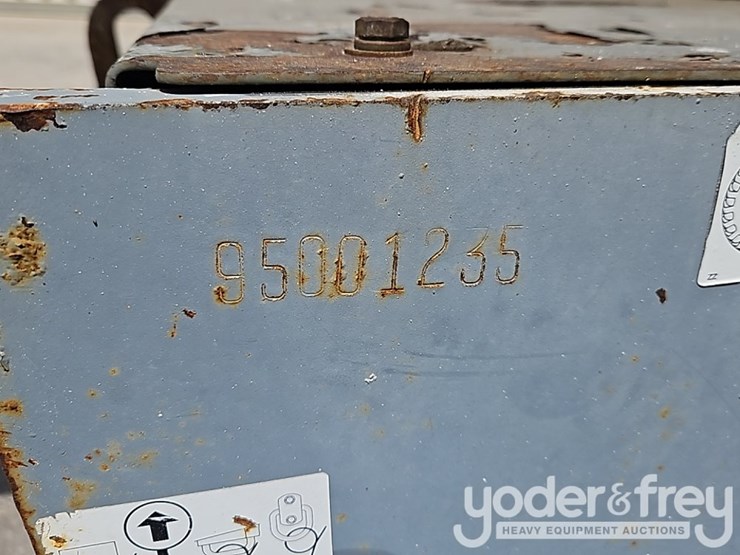 95001235
yoder&frey
HEAVY EQUIPMENT AUCTIONS